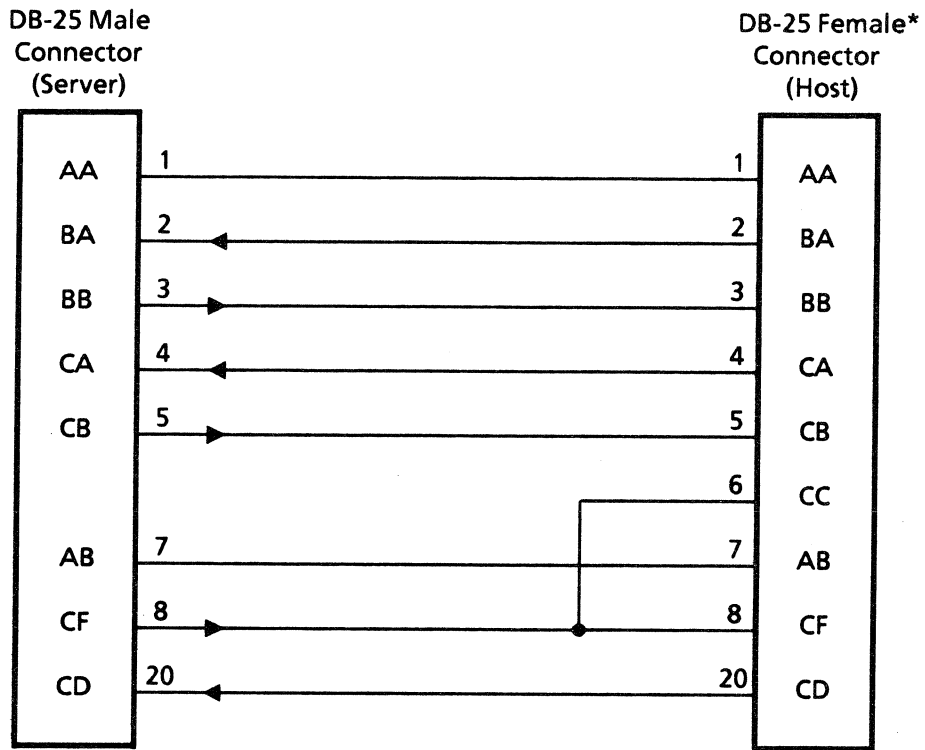 DB-25 Male
Connector
(Server)
DB-25 Female*
Connector
(Host)
AA 1 1 AA
BA 2 2 BA
BB 3 3 BB
CA 4 4 CA
CB 5 5 CB
6 CC
AB 7 7 AB
CF 8 8 CF
CD 20 20 CD